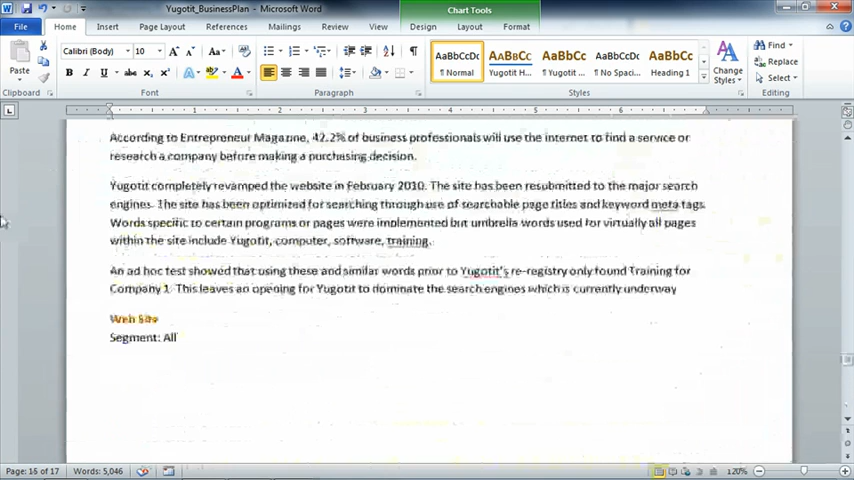 Yugotit_BusinessPlan - Microsoft Word
Chart Tools
File Home Insert Page Layout References Mailings Review View Design Layout Format
Calibri (Body) 10
Paste
Clipboard Font Paragraph Styles Editing
AaBbCcDc AaBbCc AaBbCc AaBbCcDc AaBbCc
¶ Normal Yugotit H... ¶ Yugotit ... ¶ No Spaci... Heading 1
Change Styles
Find
Replace
Select
1 2 3 4 5 6
According to Entrepreneur Magazine, 42.2% of business professionals will use the internet to find a service or
research a company before making a purchasing decision.
Yugotit completely revamped the website in February 2010. The site has been resubmitted to the major search
engines. The site has been optimized for searching through use of searchable page titles and keyword meta tags.
Words specific to certain programs or pages were implemented but umbrella words used for virtually all pages
within the site include Yugotit, computer, software, training.
An ad hoc test showed that using these and similar words prior to Yugotit's re-registry only found Training for
Company 1. This leaves an opening for Yugotit to dominate the search engines which is currently underway
Web Site
Segment: All
Page: 15 of 17 Words: 5,046 120%